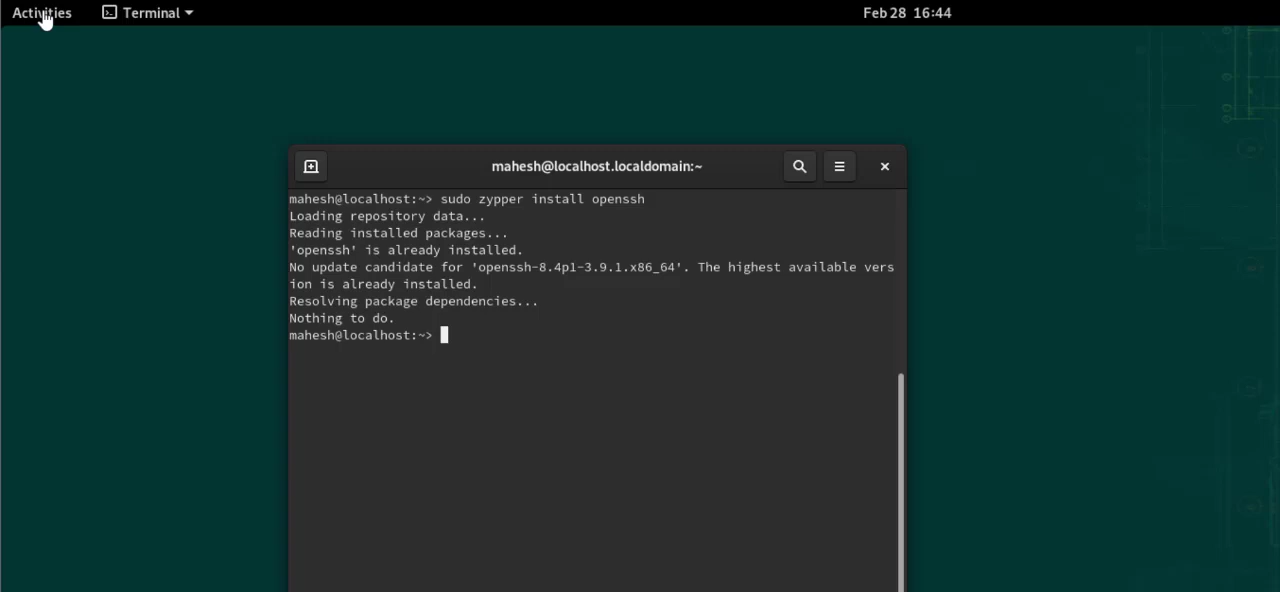 Activities
Terminal
Feb 28 16:44
mahesh@localhost.localdomain:~
mahesh@localhost:~> sudo zypper install openssh
Loading repository data...
Reading installed packages...
'openssh' is already installed.
No update candidate for 'openssh-8.4p1-3.9.1.x86_64'. The highest available vers
ion is already installed.
Resolving package dependencies...
Nothing to do.
mahesh@localhost:~>